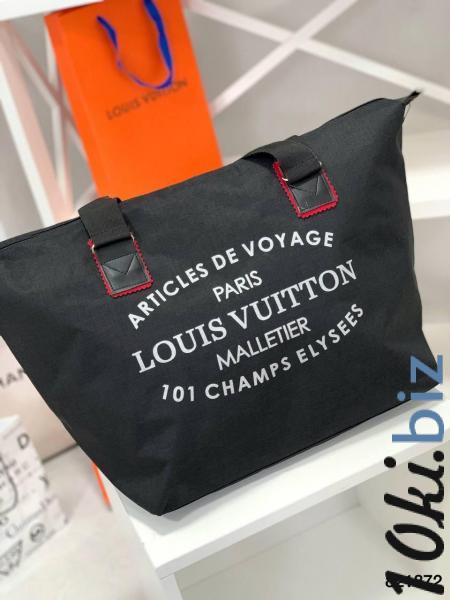 LOUIS VUITTON
ARTICLES DE VOYAGE
PARIS
LOUIS VUITTON
MALLETIER
101 CHAMPS ELYSEES
10ki.biz